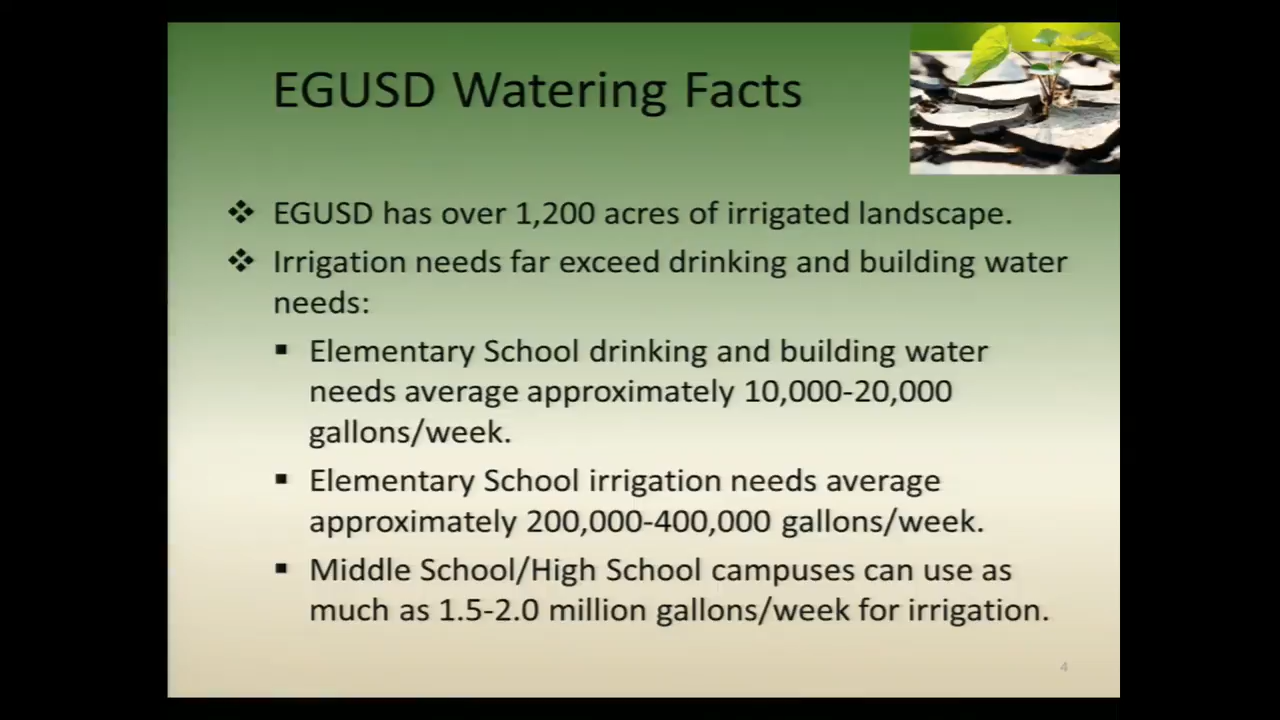 EGUSD Watering Facts
❖ EGUSD has over 1,200 acres of irrigated landscape.
❖ Irrigation needs far exceed drinking and building water
needs:
▪ Elementary School drinking and building water
needs average approximately 10,000-20,000
gallons/week.
▪ Elementary School irrigation needs average
approximately 200,000-400,000 gallons/week.
▪ Middle School/High School campuses can use as
much as 1.5-2.0 million gallons/week for irrigation.
4